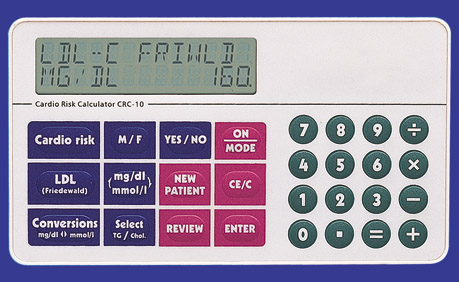 LDL-C FRIWLD
MG/DL 160.
Cardio Risk Calculator CRC-10
Cardio risk M/F YES/NO ON MODE
LDL (Friedewald) (mg/dl mmol/l) NEW PATIENT CE/C
Conversions mg/dl () mmol/l Select TG / Chol. REVIEW ENTER
7 8 9 ÷
4 5 6 ×
1 2 3 −
0 . = +